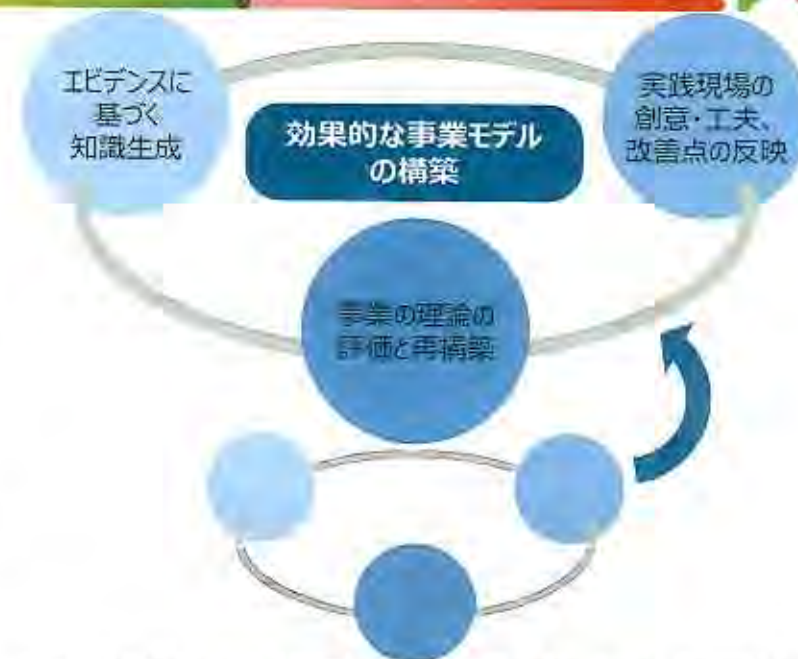 エビデンスに
基づく
知識生成
効果的な事業モデル
の構築
実践現場の
創意・工夫、
改善点の反映
事業の理論の
評価と再構築